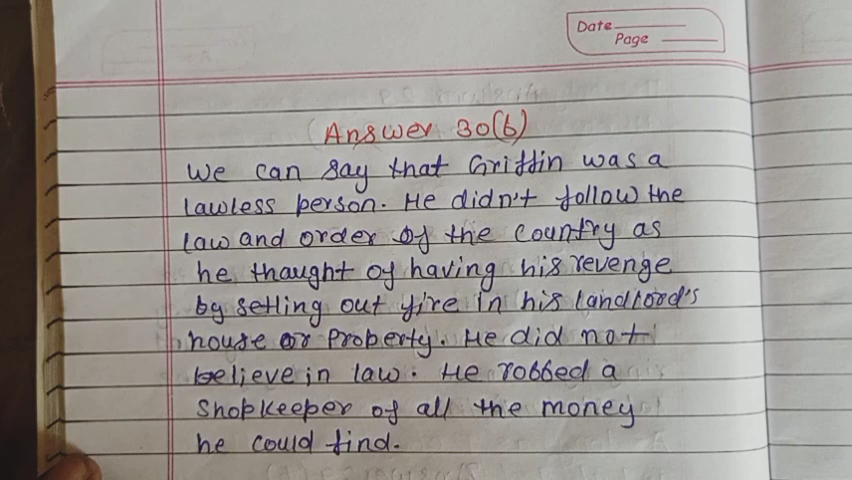 Date
Page
Answer 30(b)
We can say that Griffin was a
lawless person. He didn't follow the
law and order of the country as
he thaught of having his revenge
by setling out fire in his landlord's
house or Property. He did not
believe in law. He robbed a
Shopkeeper of all the money
he could find.